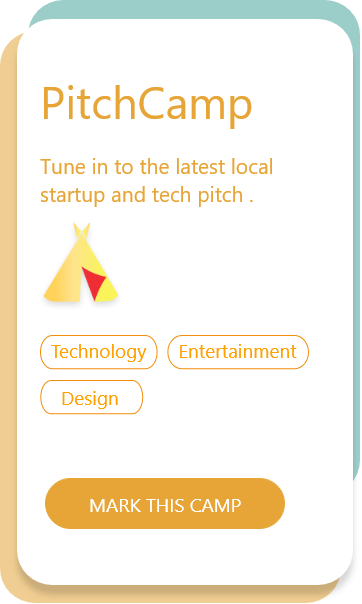 PitchCamp
Tune in to the latest local
startup and tech pitch .
Technology
Entertainment
Design
MARK THIS CAMP